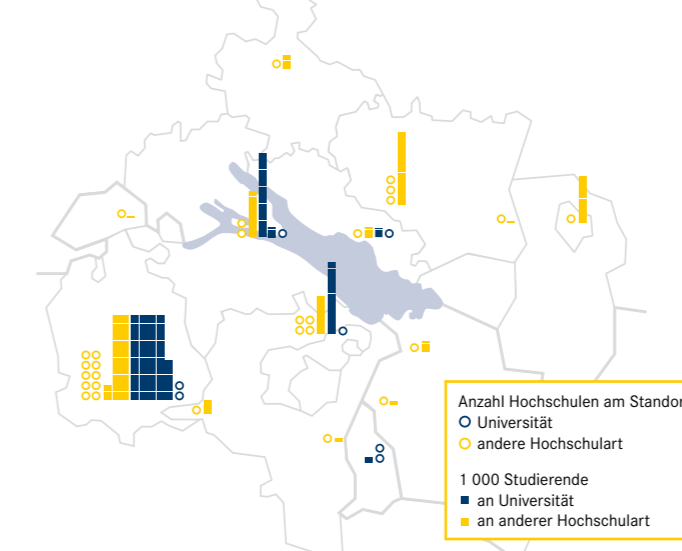 Anzahl Hochschulen am Standor
Universität
andere Hochschulart
1 000 Studierende
an Universität
an anderer Hochschulart